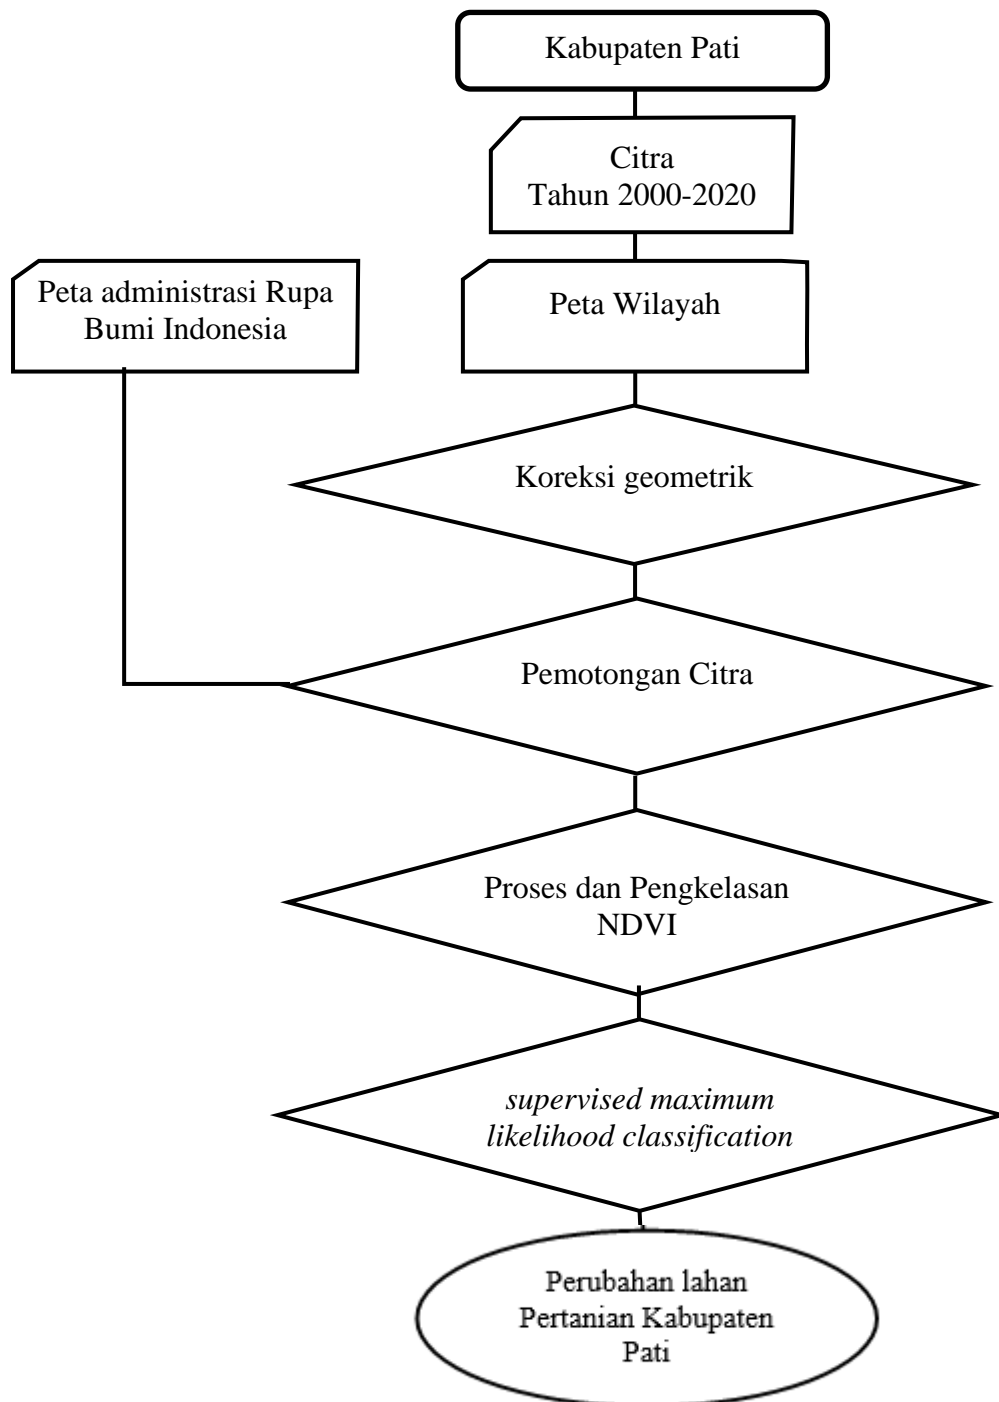 Kabupaten Pati
Citra
Tahun 2000-2020
Peta administrasi Rupa
Bumi Indonesia
Peta Wilayah
Koreksi geometrik
Pemotongan Citra
Proses dan Pengkelasan
NDVI
supervised maximum
likelihood classification
Perubahan lahan
Pertanian Kabupaten
Pati